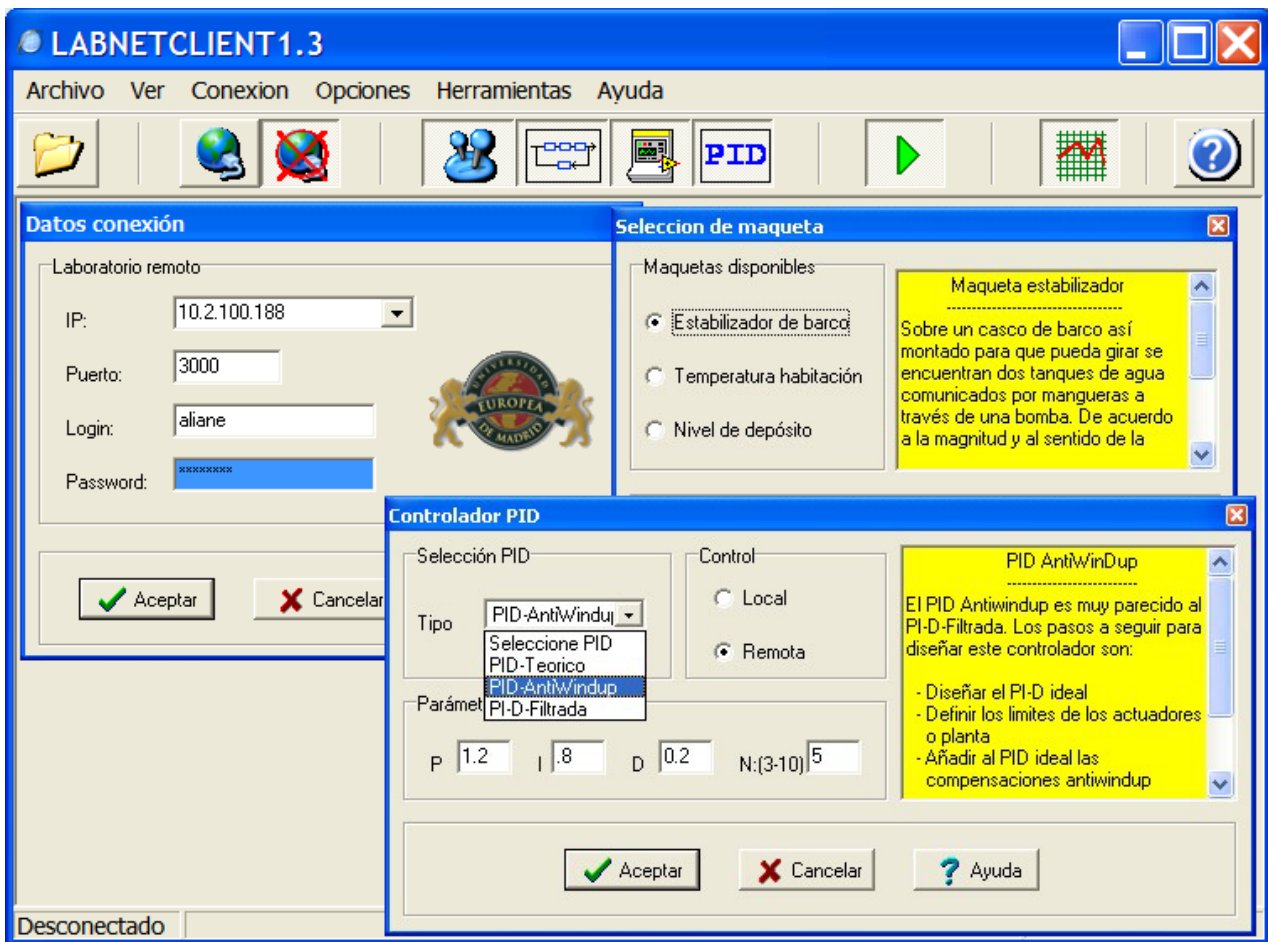 LABNETCLIENT1.3
Archivo Ver Conexion Opciones Herramientas Ayuda
PID
Datos conexión
Laboratorio remoto
IP: 10.2.100.188
Puerto: 3000
Login: aliane
Password: ********
UNIVERSIDAD
EUROPEA
DE MADRID
Aceptar Cancelar
Seleccion de maqueta
Maquetas disponibles
Estabilizador de barco
Temperatura habitación
Nivel de depósito
Maqueta estabilizador
------------------------------
Sobre un casco de barco así
montado para que pueda girar se
encuentran dos tanques de agua
comunicados por mangueras a
través de una bomba. De acuerdo
a la magnitud y al sentido de la
Controlador PID
Selección PID
Tipo PID-AntiWindu
Seleccione PID
PID-Teorico
PID-AntiWindup
PI-D-Filtrada
Control
Local
Remota
Parámet
P 1.2 I .8 D 0.2 N:(3-10) 5
PID AntiWinDup
--------------------------
El PID Antiwindup es muy parecido al
PI-D-Filtrada. Los pasos a seguir para
diseñar este controlador son:
- Diseñar el PI-D ideal
- Definir los limites de los actuadores
o planta
- Añadir al PID ideal las
compensaciones antiwindup
Aceptar Cancelar Ayuda
Desconectado